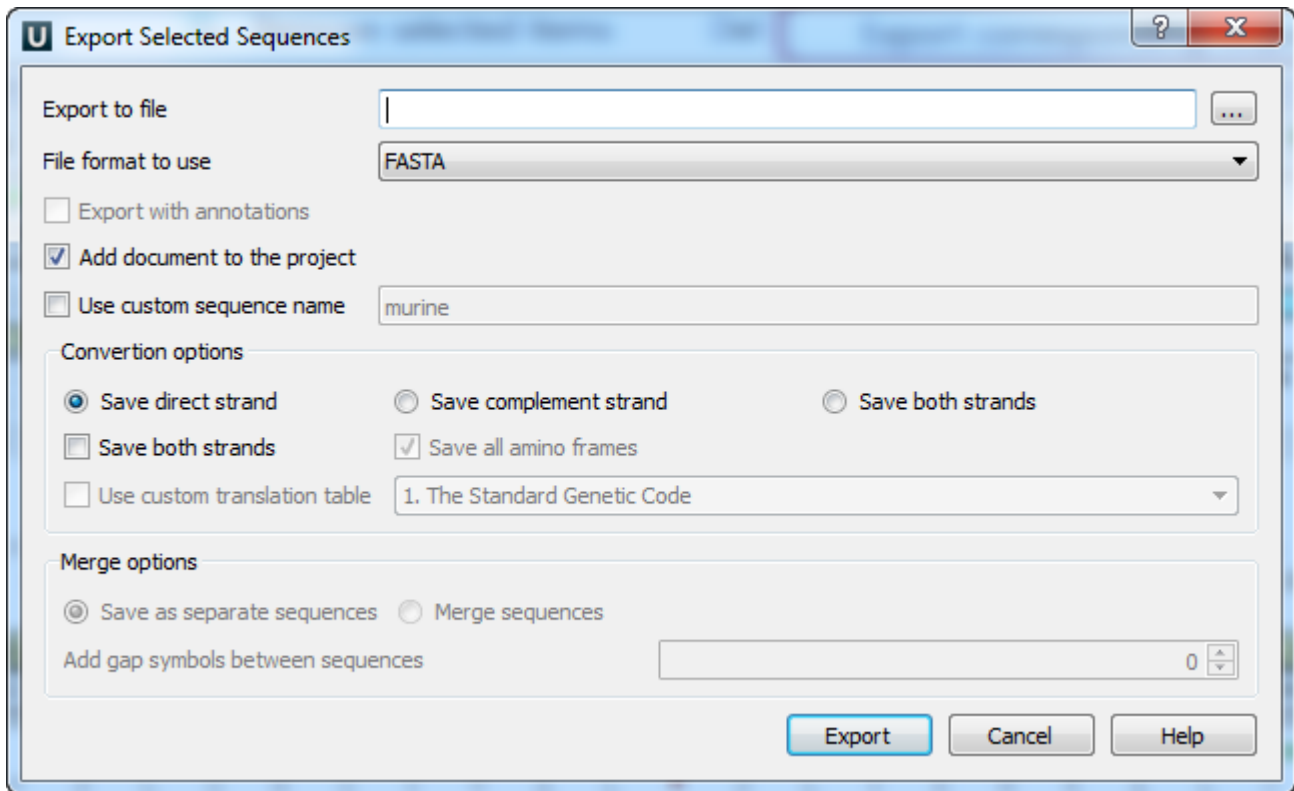 U Export Selected Sequences ?
Export to file ...
File format to use FASTA
Export with annotations
Add document to the project
Use custom sequence name murine
Convertion options
Save direct strand Save complement strand Save both strands
Save both strands Save all amino frames
Use custom translation table 1. The Standard Genetic Code
Merge options
Save as separate sequences Merge sequences
Add gap symbols between sequences 0
Export Cancel Help